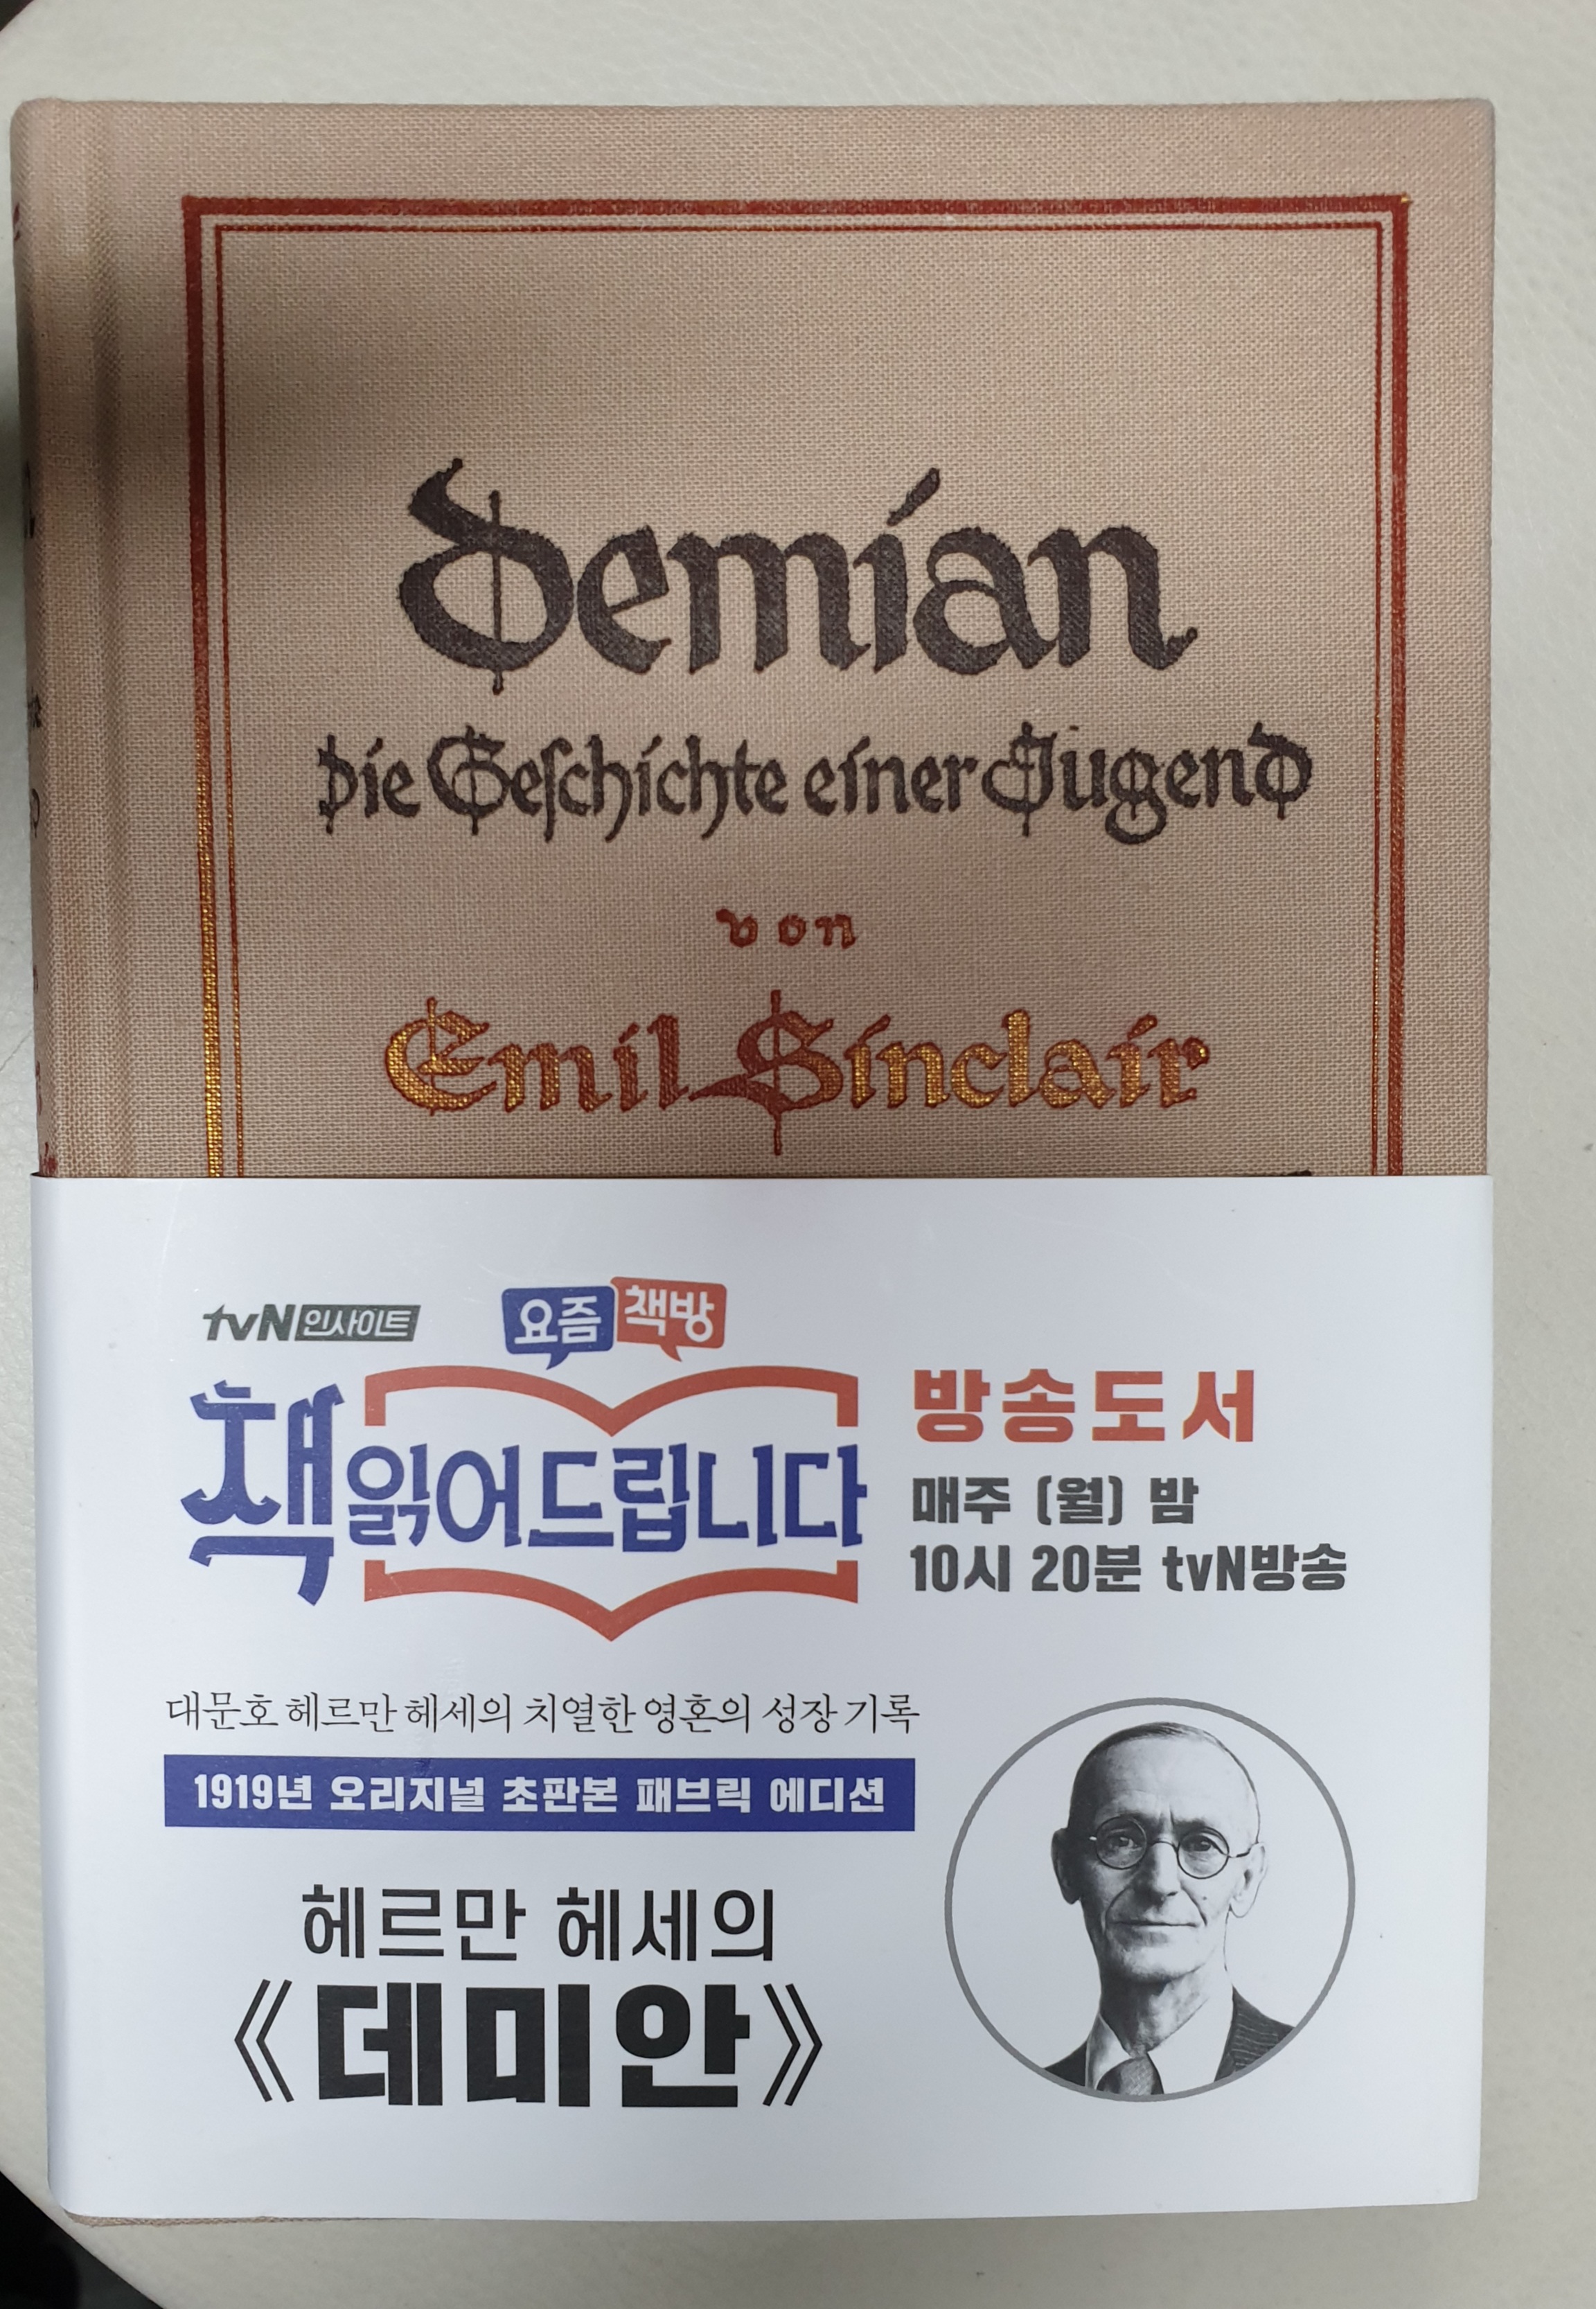 Demian
Die Geschichte einer Jugend
von
Emil Sinclair
tvN 인사이트
요즘 책방
책 읽어드립니다
방송도서
매주 (월) 밤
10시 20분 tvN방송
대문호 헤르만 헤세의 치열한 영혼의 성장 기록
1919년 오리지널 초판본 패브릭 에디션
헤르만 헤세의
《데미안》